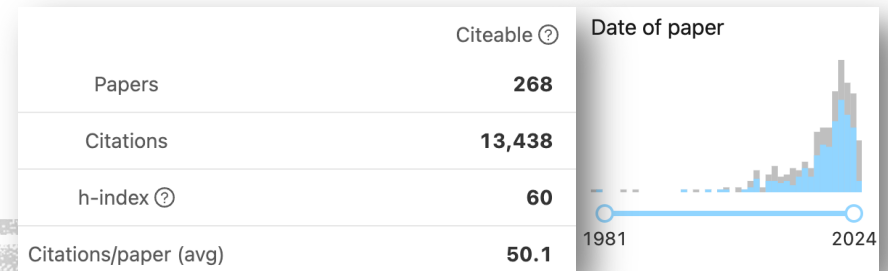 Citeable ?
Papers 268
Citations 13,438
h-index ? 60
Citations/paper (avg) 50.1
Date of paper
1981 2024